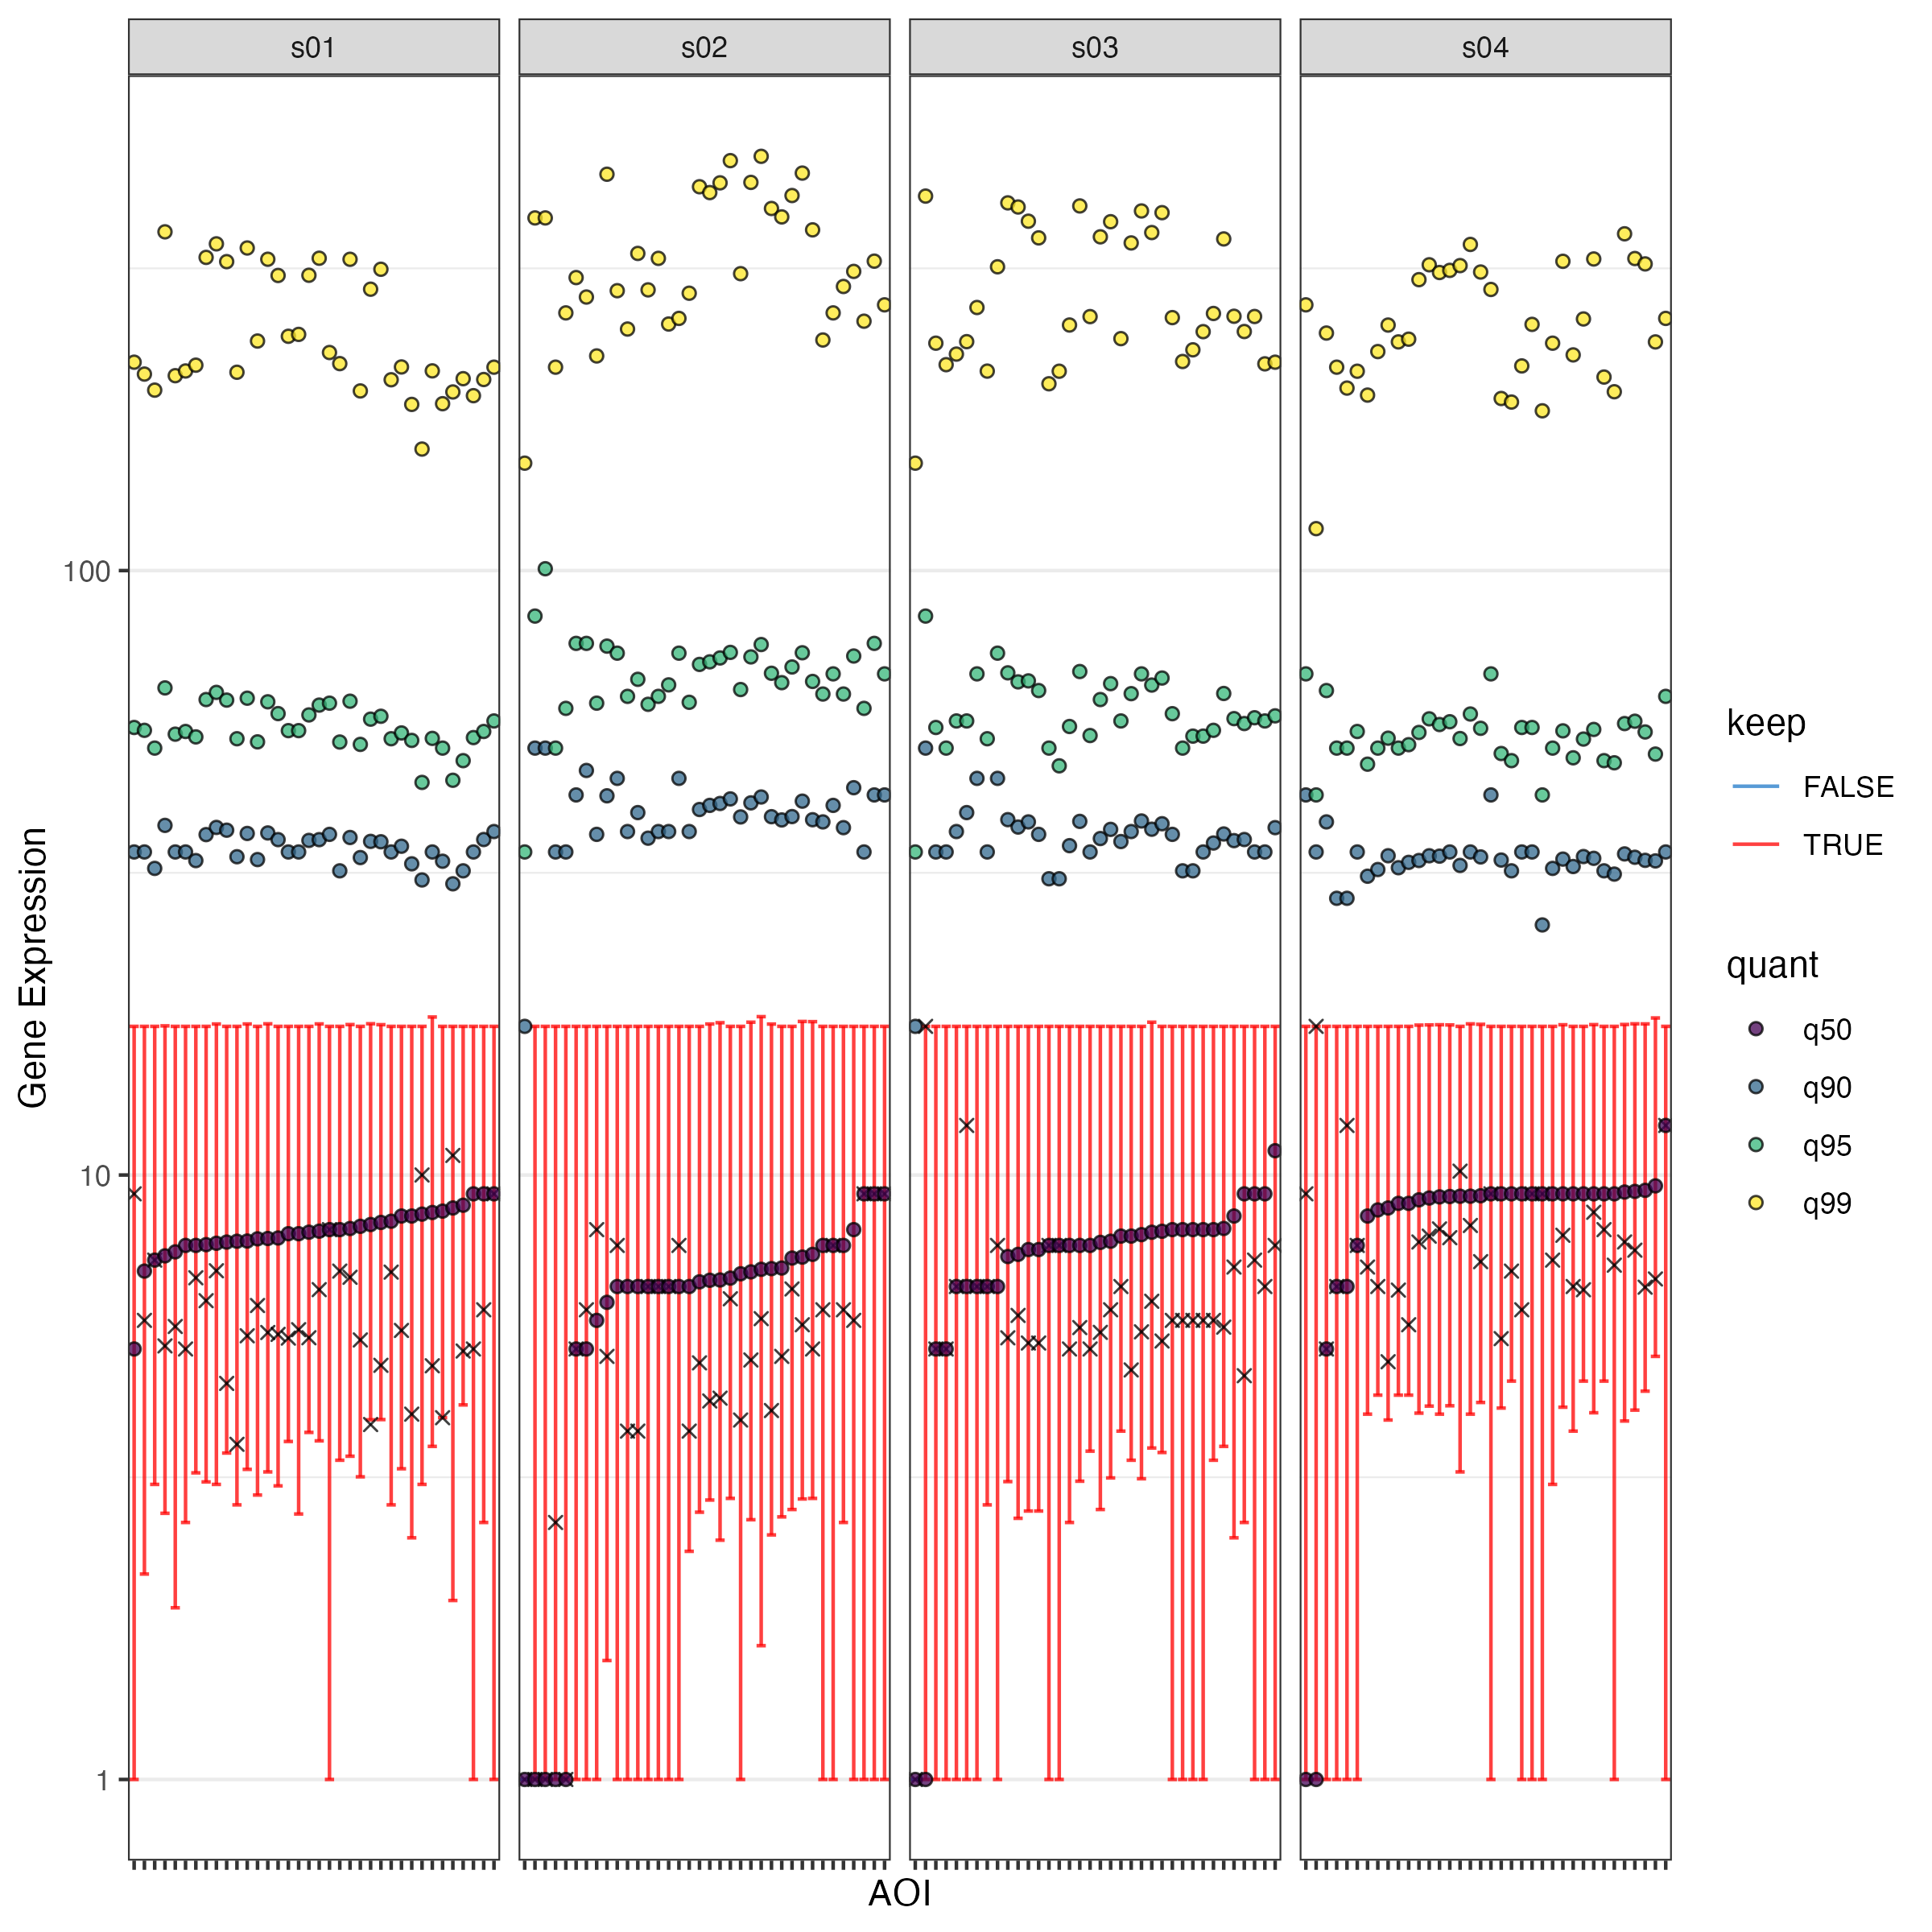 s01 s02 s03 s04
100
10
1
Gene Expression
AOI
keep
FALSE
TRUE
quant
q50
q90
q95
q99